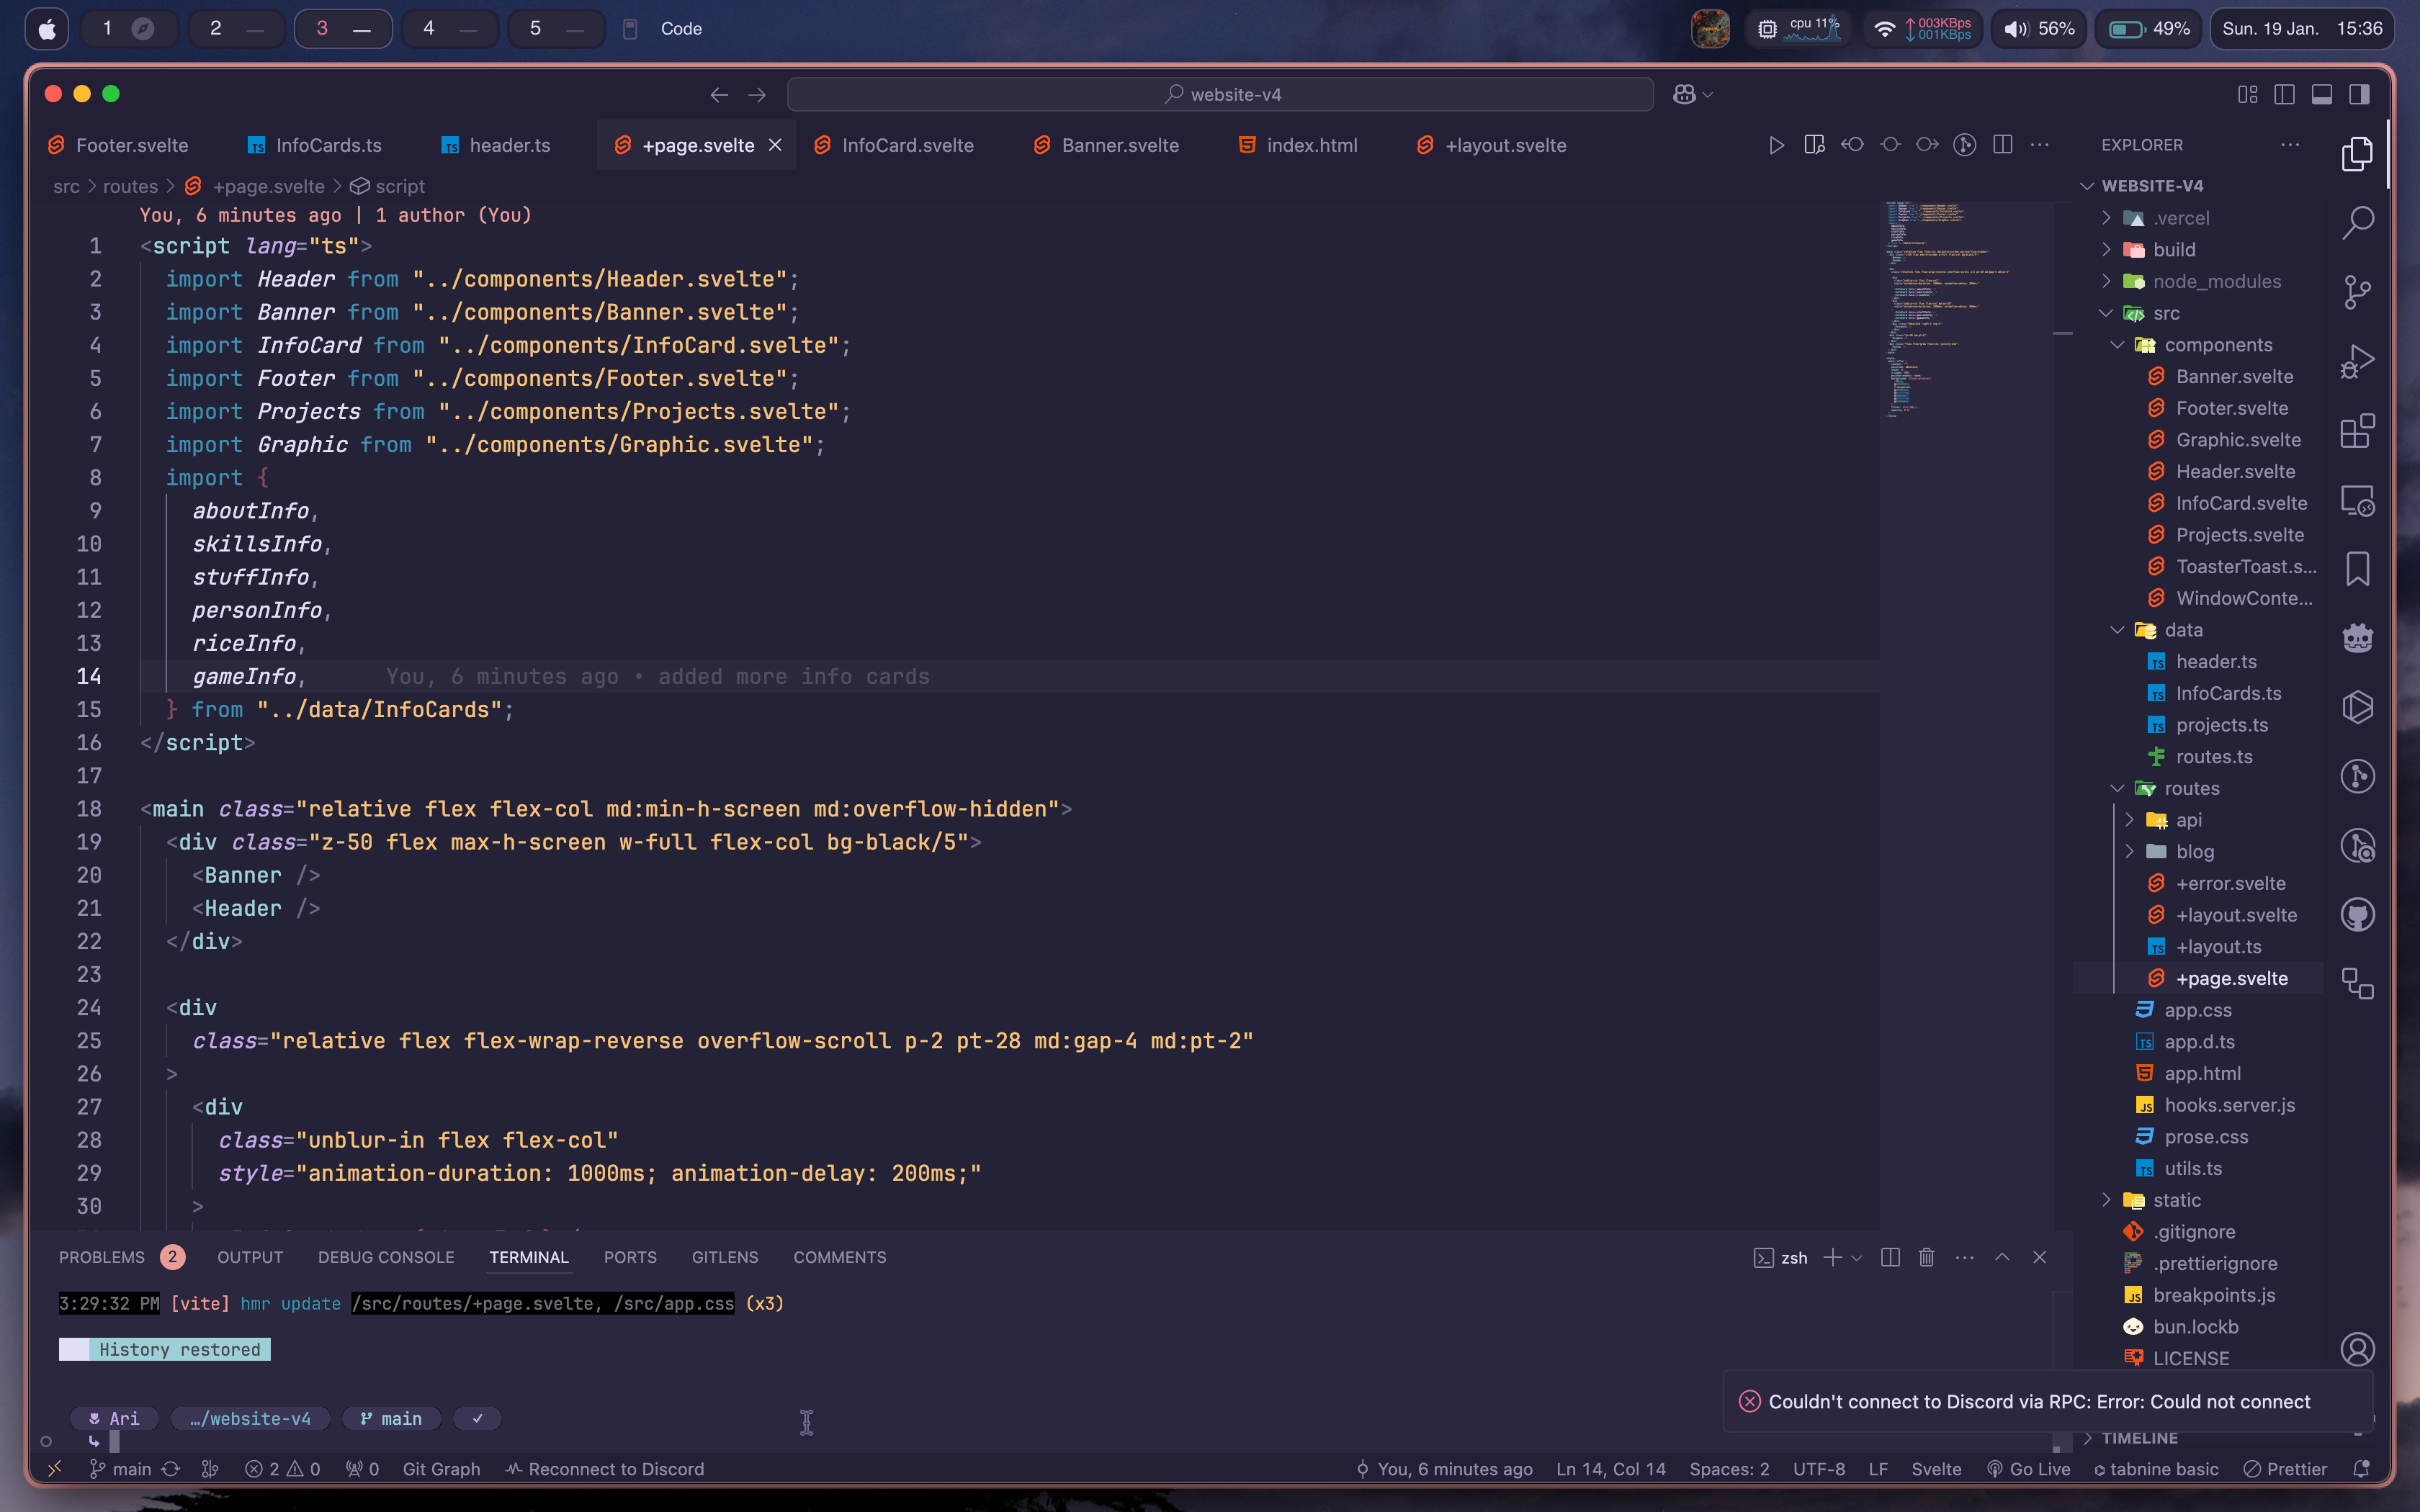 1 2 3 4 5 Code cpu 11% 003KBps 001KBps 56% 49% Sun. 19 Jan. 15:36
website-v4
Footer.svelte InfoCards.ts header.ts +page.svelte InfoCard.svelte Banner.svelte index.html +layout.svelte
src > routes > +page.svelte > script
You, 6 minutes ago | 1 author (You)
1 <script lang="ts">
2 import Header from "../components/Header.svelte";
3 import Banner from "../components/Banner.svelte";
4 import InfoCard from "../components/InfoCard.svelte";
5 import Footer from "../components/Footer.svelte";
6 import Projects from "../components/Projects.svelte";
7 import Graphic from "../components/Graphic.svelte";
8 import {
9 aboutInfo,
10 skillsInfo,
11 stuffInfo,
12 personInfo,
13 riceInfo,
14 gameInfo, You, 6 minutes ago • added more info cards
15 } from "../data/InfoCards";
16 </script>
17
18 <main class="relative flex flex-col md:min-h-screen md:overflow-hidden">
19 <div class="z-50 flex max-h-screen w-full flex-col bg-black/5">
20 <Banner />
21 <Header />
22 </div>
23
24 <div
25 class="relative flex flex-wrap-reverse overflow-scroll p-2 pt-28 md:gap-4 md:pt-2"
26 >
27 <div
28 class="unblur-in flex flex-col"
29 style="animation-duration: 1000ms; animation-delay: 200ms;"
30 >
EXPLORER
WEBSITE-V4
.vercel
build
node_modules
src
components
Banner.svelte
Footer.svelte
Graphic.svelte
Header.svelte
InfoCard.svelte
Projects.svelte
ToasterToast.s...
WindowConte...
data
header.ts
InfoCards.ts
projects.ts
routes.ts
routes
api
blog
+error.svelte
+layout.svelte
+layout.ts
+page.svelte
app.css
app.d.ts
app.html
hooks.server.js
prose.css
utils.ts
static
.gitignore
.prettierignore
breakpoints.js
bun.lockb
LICENSE
TIMELINE
PROBLEMS 2 OUTPUT DEBUG CONSOLE TERMINAL PORTS GITLENS COMMENTS zsh
3:29:32 PM [vite] hmr update /src/routes/+page.svelte, /src/app.css (x3)
History restored
Ari …/website-v4 main ✓
Couldn't connect to Discord via RPC: Error: Could not connect
main 2 0 0 Git Graph Reconnect to Discord You, 6 minutes ago Ln 14, Col 14 Spaces: 2 UTF-8 LF Svelte Go Live tabnine basic Prettier